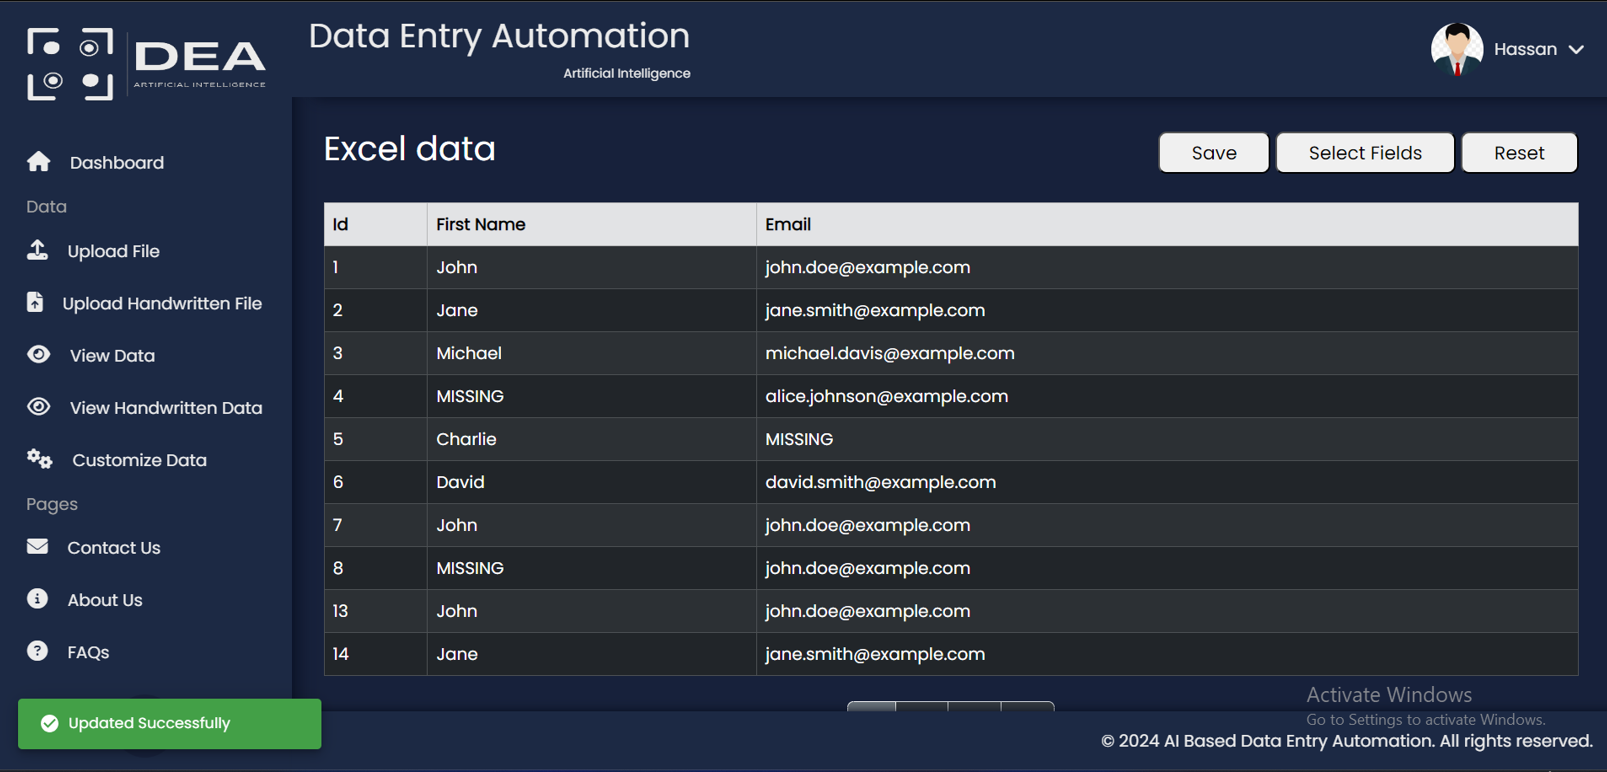 DEA
ARTIFICIAL INTELLIGENCE
Data Entry Automation
Artificial Intelligence
Hassan
Dashboard
Data
Upload File
Upload Handwritten File
View Data
View Handwritten Data
Customize Data
Pages
Contact Us
About Us
FAQs
Excel data
Save Select Fields Reset
Id First Name Email
1 John john.doe@example.com
2 Jane jane.smith@example.com
3 Michael michael.davis@example.com
4 MISSING alice.johnson@example.com
5 Charlie MISSING
6 David david.smith@example.com
7 John john.doe@example.com
8 MISSING john.doe@example.com
13 John john.doe@example.com
14 Jane jane.smith@example.com
Updated Successfully
Activate Windows
Go to Settings to activate Windows.
© 2024 AI Based Data Entry Automation. All rights reserved.